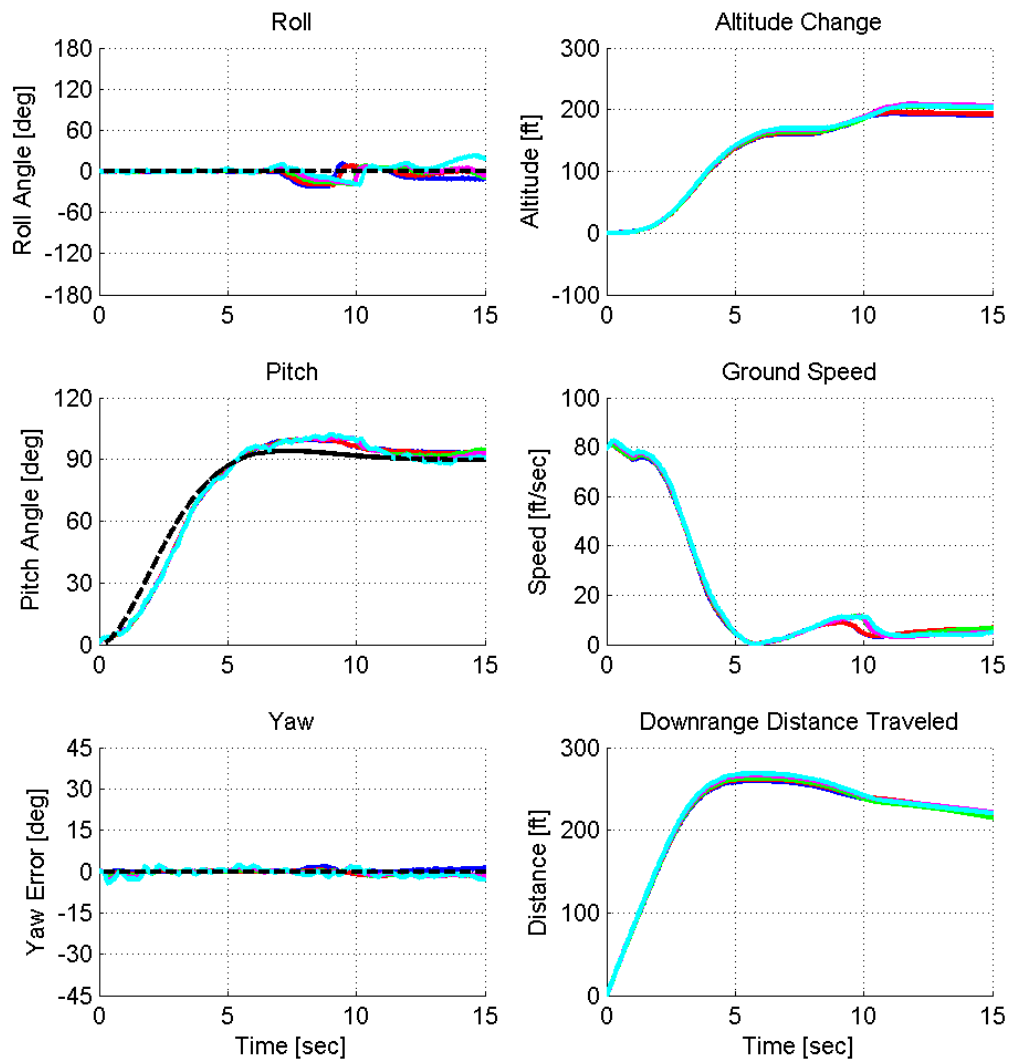 Roll
Roll Angle [deg]
180
120
60
0
-60
-120
-180
0 5 10 15
Altitude Change
Altitude [ft]
300
200
100
0
-100
0 5 10 15
Pitch
Pitch Angle [deg]
120
90
60
30
0
0 5 10 15
Ground Speed
Speed [ft/sec]
100
80
60
40
20
0
0 5 10 15
Yaw
Yaw Error [deg]
45
30
15
0
-15
-30
-45
0 5 10 15
Time [sec]
Downrange Distance Traveled
Distance [ft]
300
200
100
0
0 5 10 15
Time [sec]